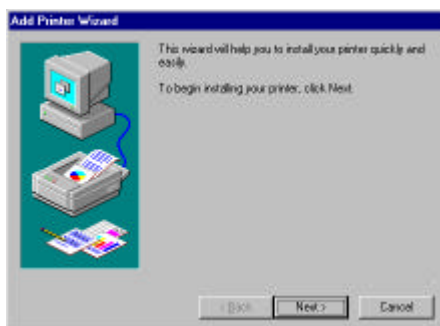 Add Printer Wizard
This wizard will help you to install your printer quickly and
easily.
To begin installing your printer, click Next.
< Back
Next >
Cancel